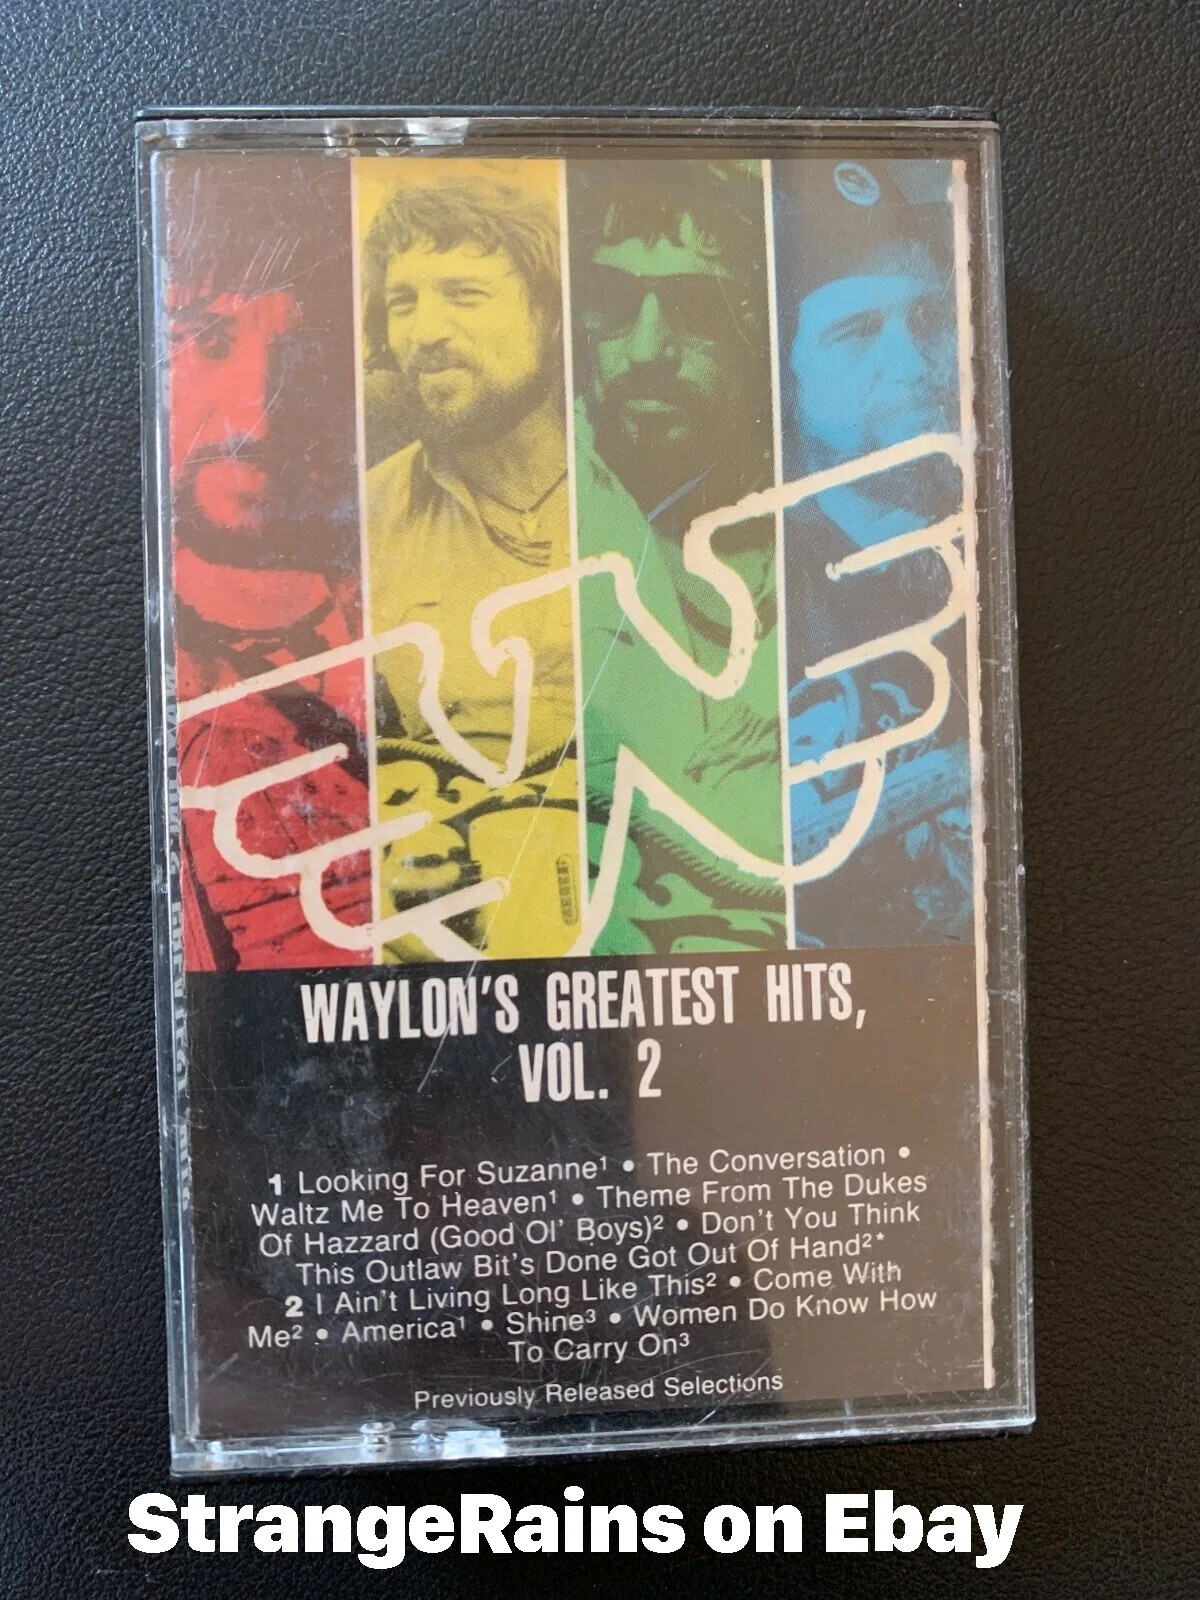 WAYLON'S GREATEST HITS,
VOL. 2
1 Looking For Suzanne¹ • The Conversation •
Waltz Me To Heaven¹ • Theme From The Dukes
Of Hazzard (Good Ol' Boys)² • Don't You Think
This Outlaw Bit's Done Got Out Of Hand²*
2 I Ain't Living Long Like This² • Come With
Me² • America¹ • Shine³ • Women Do Know How
To Carry On³
Previously Released Selections
StrangeRains on Ebay